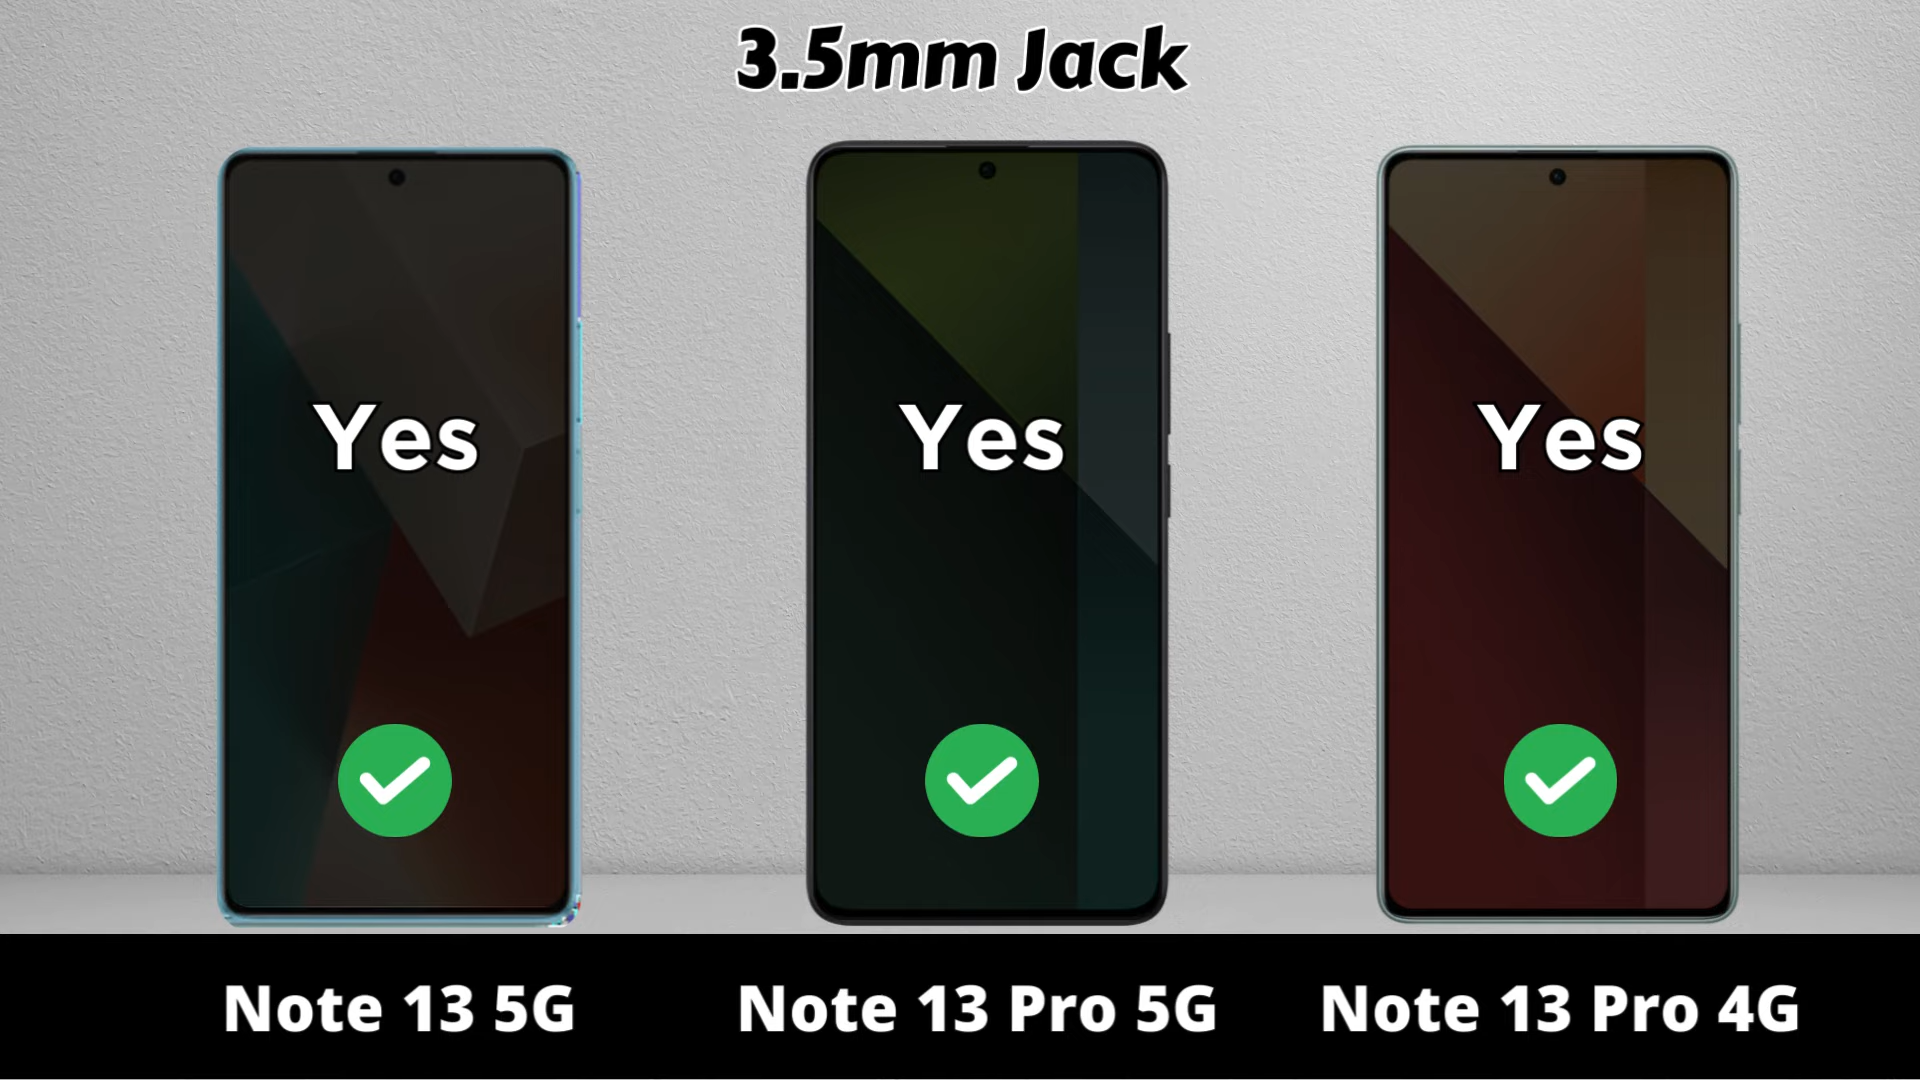 3.5mm Jack
Yes
Yes
Yes
Note 13 5G
Note 13 Pro 5G
Note 13 Pro 4G